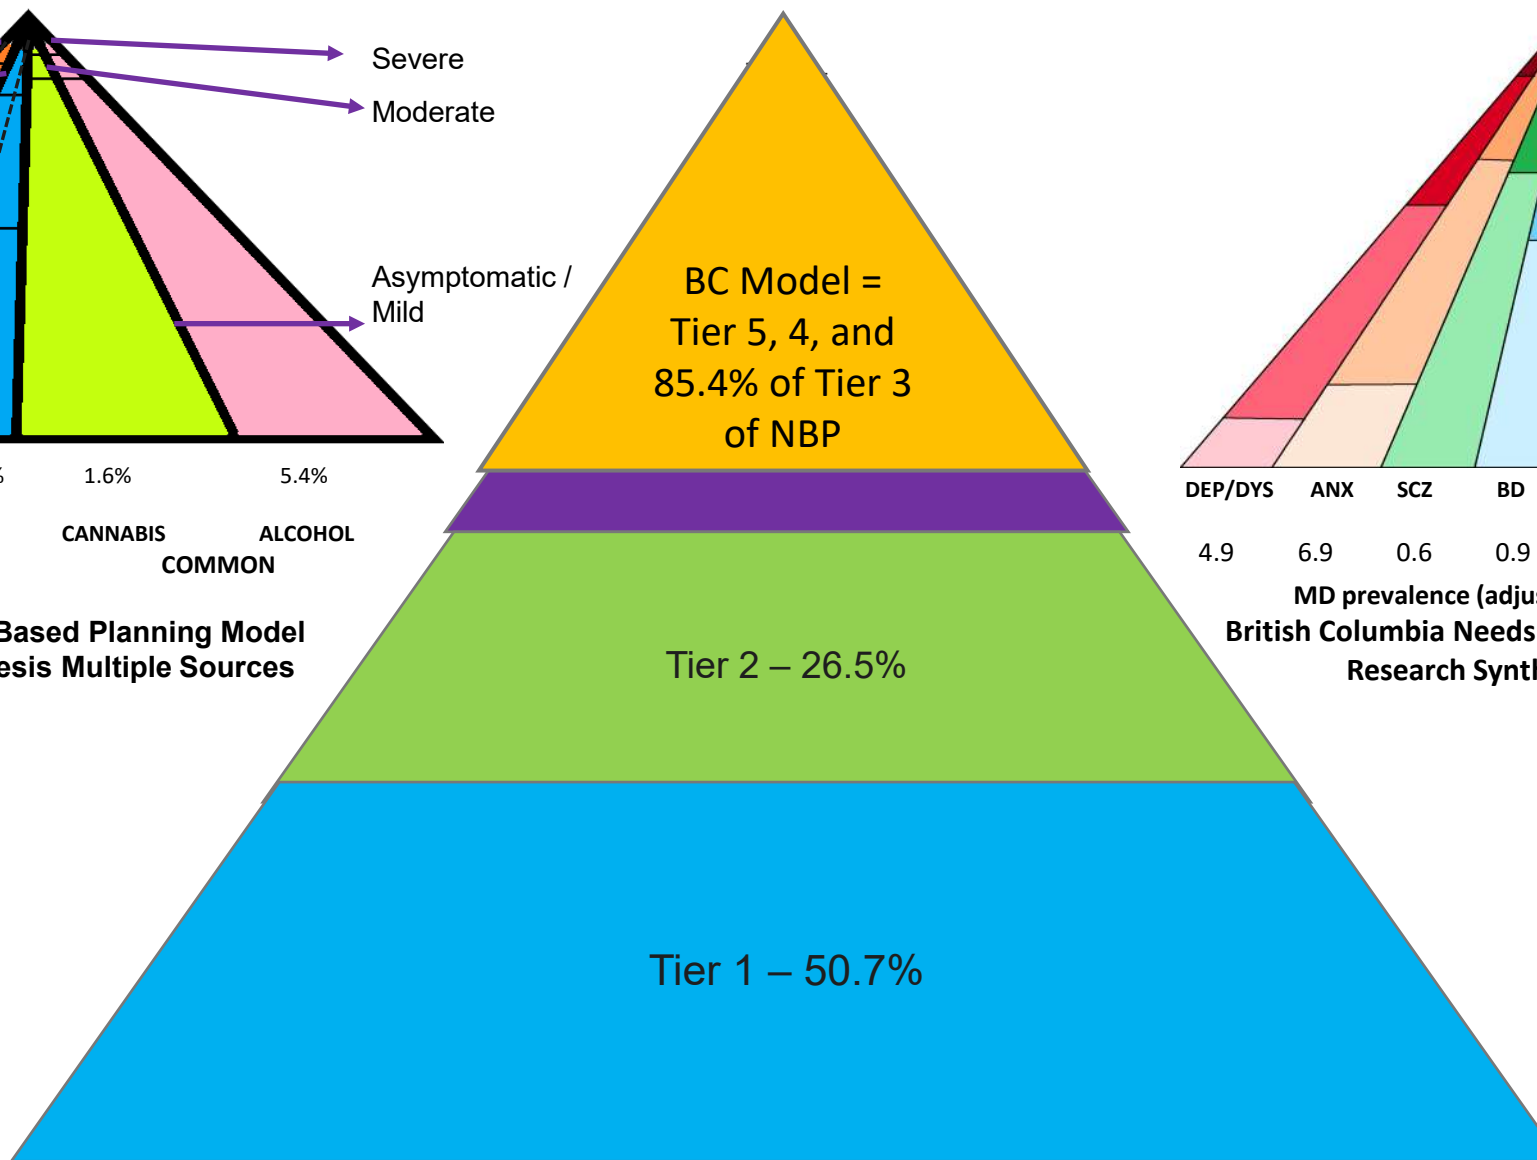 Severe
Moderate
Asymptomatic /
Mild
%
1.6%
5.4%
CANNABIS
ALCOHOL
COMMON
Based Planning Model
esis Multiple Sources
BC Model =
Tier 5, 4, and
85.4% of Tier 3
of NBP
Tier 2 – 26.5%
Tier 1 – 50.7%
DEP/DYS ANX SCZ BD
4.9 6.9 0.6 0.9
MD prevalence (adjus
British Columbia Needs
Research Synth